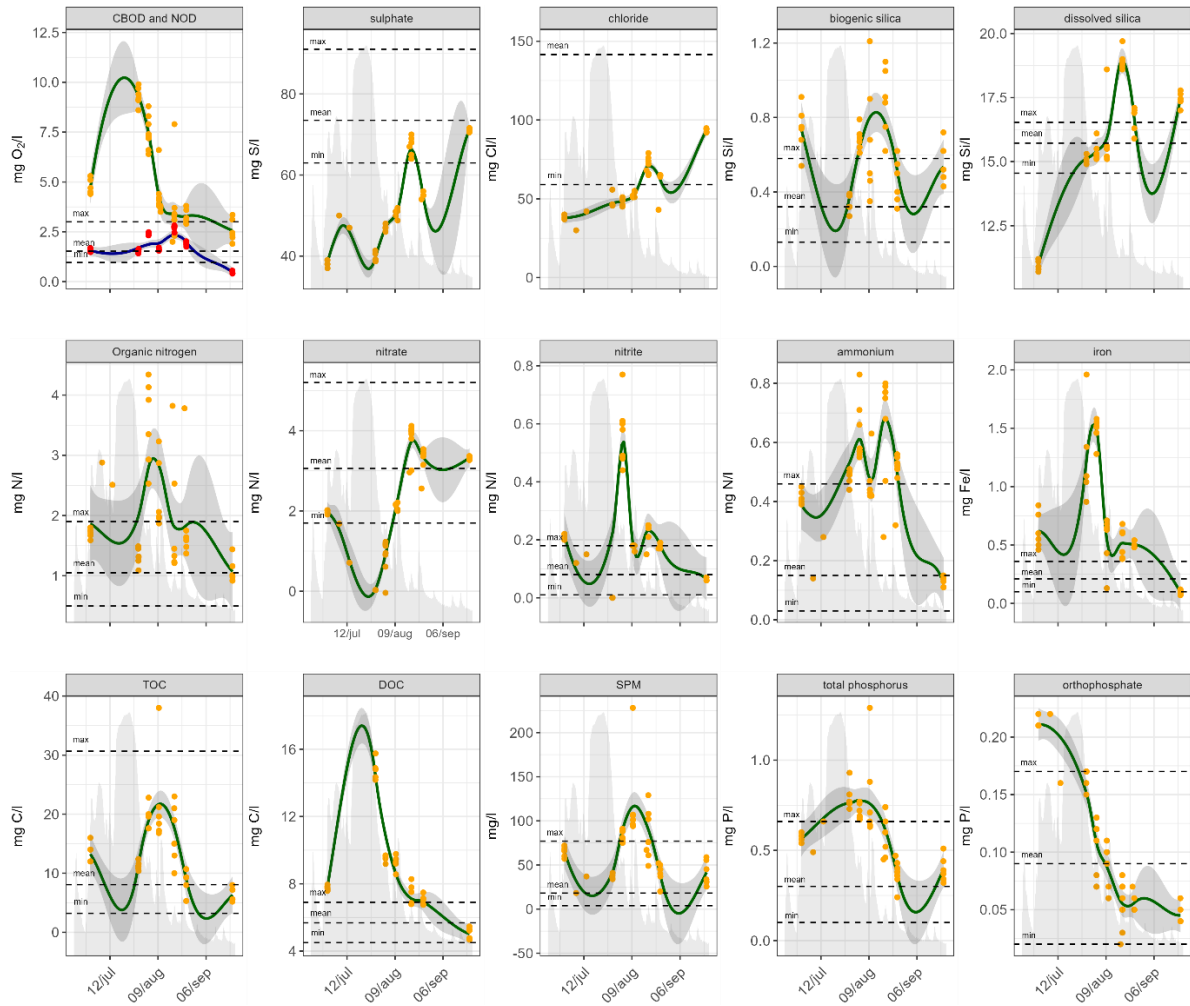 CBOD and NOD
mg O2/l
12.5
10.0
7.5
5.0
2.5
0.0
max
mean
min
sulphate
mg S/l
80
60
40
max
mean
min
chloride
mg Cl/l
150
100
50
0
mean
min
biogenic silica
mg Si/l
1.2
0.8
0.4
0.0
max
mean
min
dissolved silica
mg Si/l
20.0
17.5
15.0
12.5
max
mean
min
Organic nitrogen
mg N/l
4
3
2
1
max
mean
min
nitrate
mg N/l
4
2
0
max
mean
min
12/jul
09/aug
06/sep
nitrite
mg N/l
0.8
0.6
0.4
0.2
0.0
max
mean
min
ammonium
mg N/l
0.8
0.6
0.4
0.2
0.0
max
mean
min
iron
mg Fe/l
2.0
1.5
1.0
0.5
0.0
max
mean
min
TOC
mg C/l
40
30
20
10
0
max
mean
min
12/jul
09/aug
06/sep
DOC
mg C/l
16
12
8
4
max
mean
min
12/jul
09/aug
06/sep
SPM
mg/l
200
150
100
50
0
-50
max
mean
min
12/jul
09/aug
06/sep
total phosphorus
mg P/l
1.0
0.5
0.0
max
mean
min
12/jul
09/aug
06/sep
orthophosphate
mg P/l
0.20
0.15
0.10
0.05
max
mean
min
12/jul
09/aug
06/sep